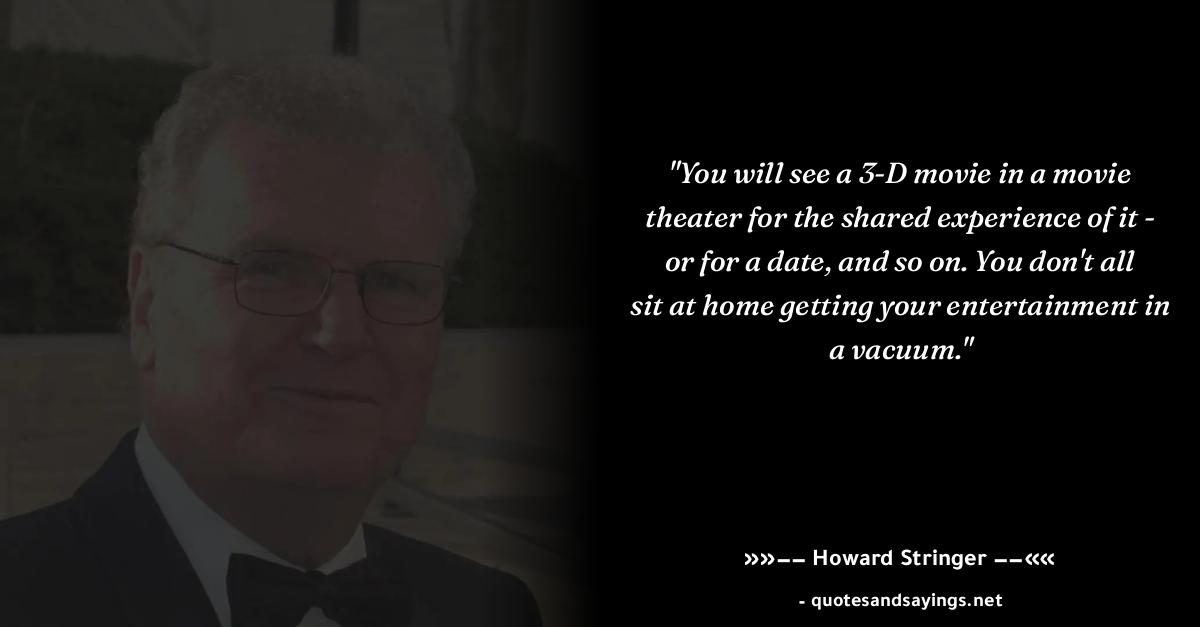 "You will see a 3-D movie in a movie
theater for the shared experience of it -
or for a date, and so on. You don't all
sit at home getting your entertainment in
a vacuum."
»»−− Howard Stringer −−««
- quotesandsayings.net